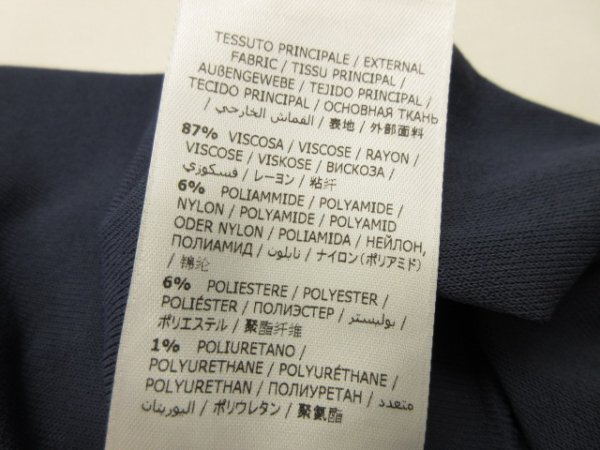 TESSUTO PRINCIPALE / EXTERNAL
FABRIC / TISSU PRINCIPAL /
AUßENGEWEBE / TEJIDO PRINCIPAL /
TECIDO PRINCIPAL / ОСНОВНАЯ ТКАНЬ
/ القماش الخارجي / 表地 / 外部面料
87% VISCOSA / VISCOSE / RAYON /
VISCOSE / VISKOSE / ВИСКОЗА /
فسكوزي / レーヨン / 粘纤
6% POLIAMMIDE / POLYAMIDE /
NYLON / POLYAMIDE / POLYAMID
ODER NYLON / POLIAMIDA / НЕЙЛОН,
ПОЛИАМИД / نايلون / ナイロン(ポリアミド)
/ 锦纶
6% POLIESTERE / POLYESTER /
POLIÉSTER / ПОЛИЭСТЕР / بوليستر /
ポリエステル / 聚酯纤维
1% POLIURETANO /
POLYURETHANE / POLYURÉTHANE /
POLYURETHAN / ПОЛИУРЕТАН / متعدد
اليوريتات / ポリウレタン / 聚氨酯